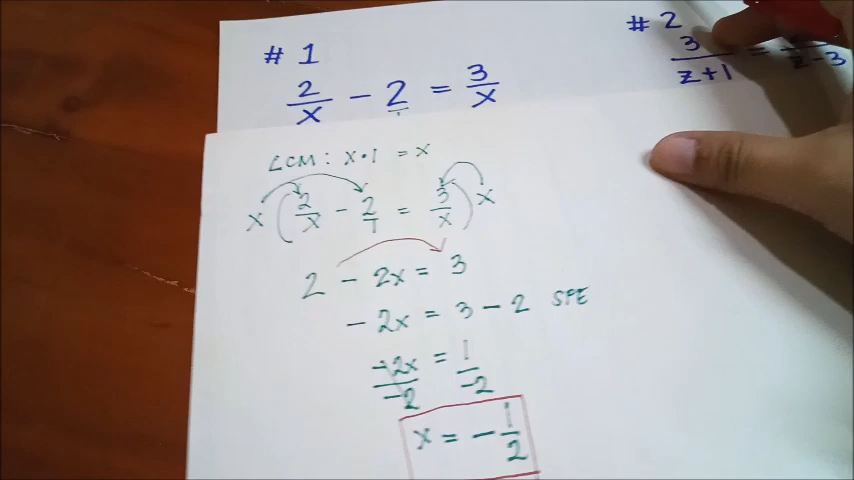 # 1
2/x - 2 = 3/x
# 2
3/z+1 = /z-3
LCM: x•1 = x
x (2/x - 2/1 = 3/x) x
2 - 2x = 3
-2x = 3 - 2 SPE
-2x/-2 = 1/-2
x = -1/2